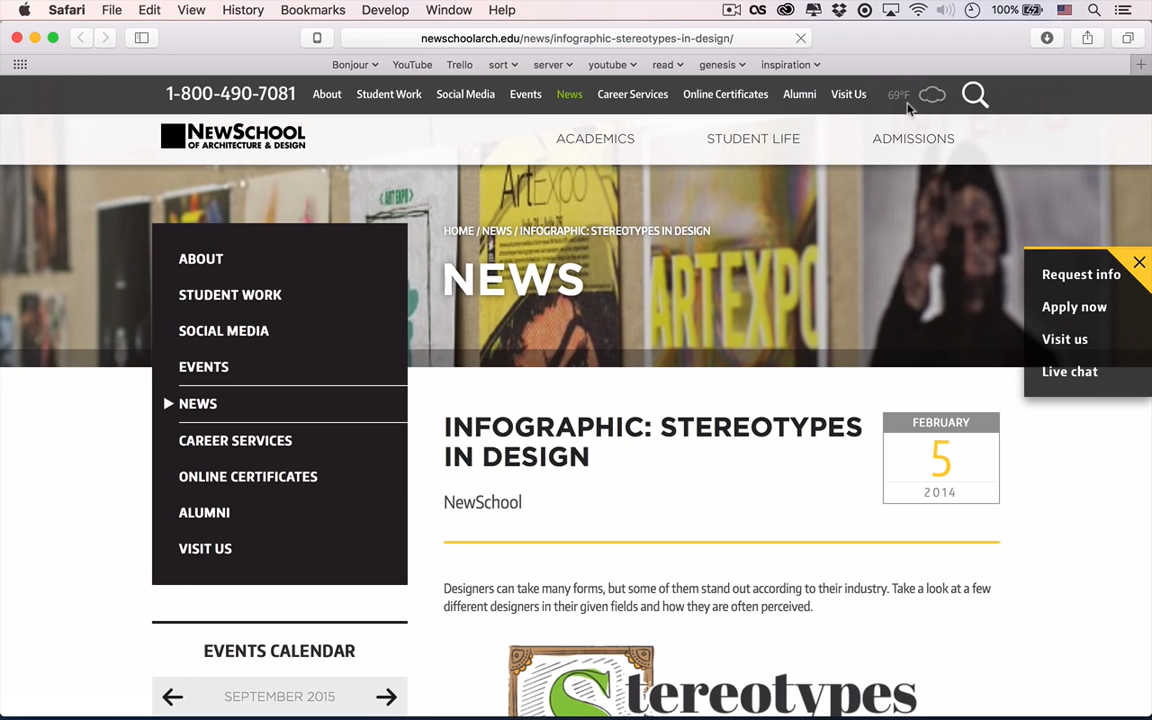 Safari File Edit View History Bookmarks Develop Window Help 100%
newschoolarch.edu/news/infographic-stereotypes-in-design/
Bonjour YouTube Trello sort server youtube read genesis inspiration
1-800-490-7081 About Student Work Social Media Events News Career Services Online Certificates Alumni Visit Us 69°F
NEWSCHOOL
OF ARCHITECTURE & DESIGN
ACADEMICS STUDENT LIFE ADMISSIONS
ArtExpo
<ART EXPO>
ARTEXPO
HOME / NEWS / INFOGRAPHIC: STEREOTYPES IN DESIGN
NEWS
ABOUT
STUDENT WORK
SOCIAL MEDIA
EVENTS
NEWS
CAREER SERVICES
ONLINE CERTIFICATES
ALUMNI
VISIT US
Request info
Apply now
Visit us
Live chat
INFOGRAPHIC: STEREOTYPES
IN DESIGN
NewSchool
FEBRUARY
5
2014
Designers can take many forms, but some of them stand out according to their industry. Take a look at a few
different designers in their given fields and how they are often perceived.
Stereotypes
EVENTS CALENDAR
SEPTEMBER 2015